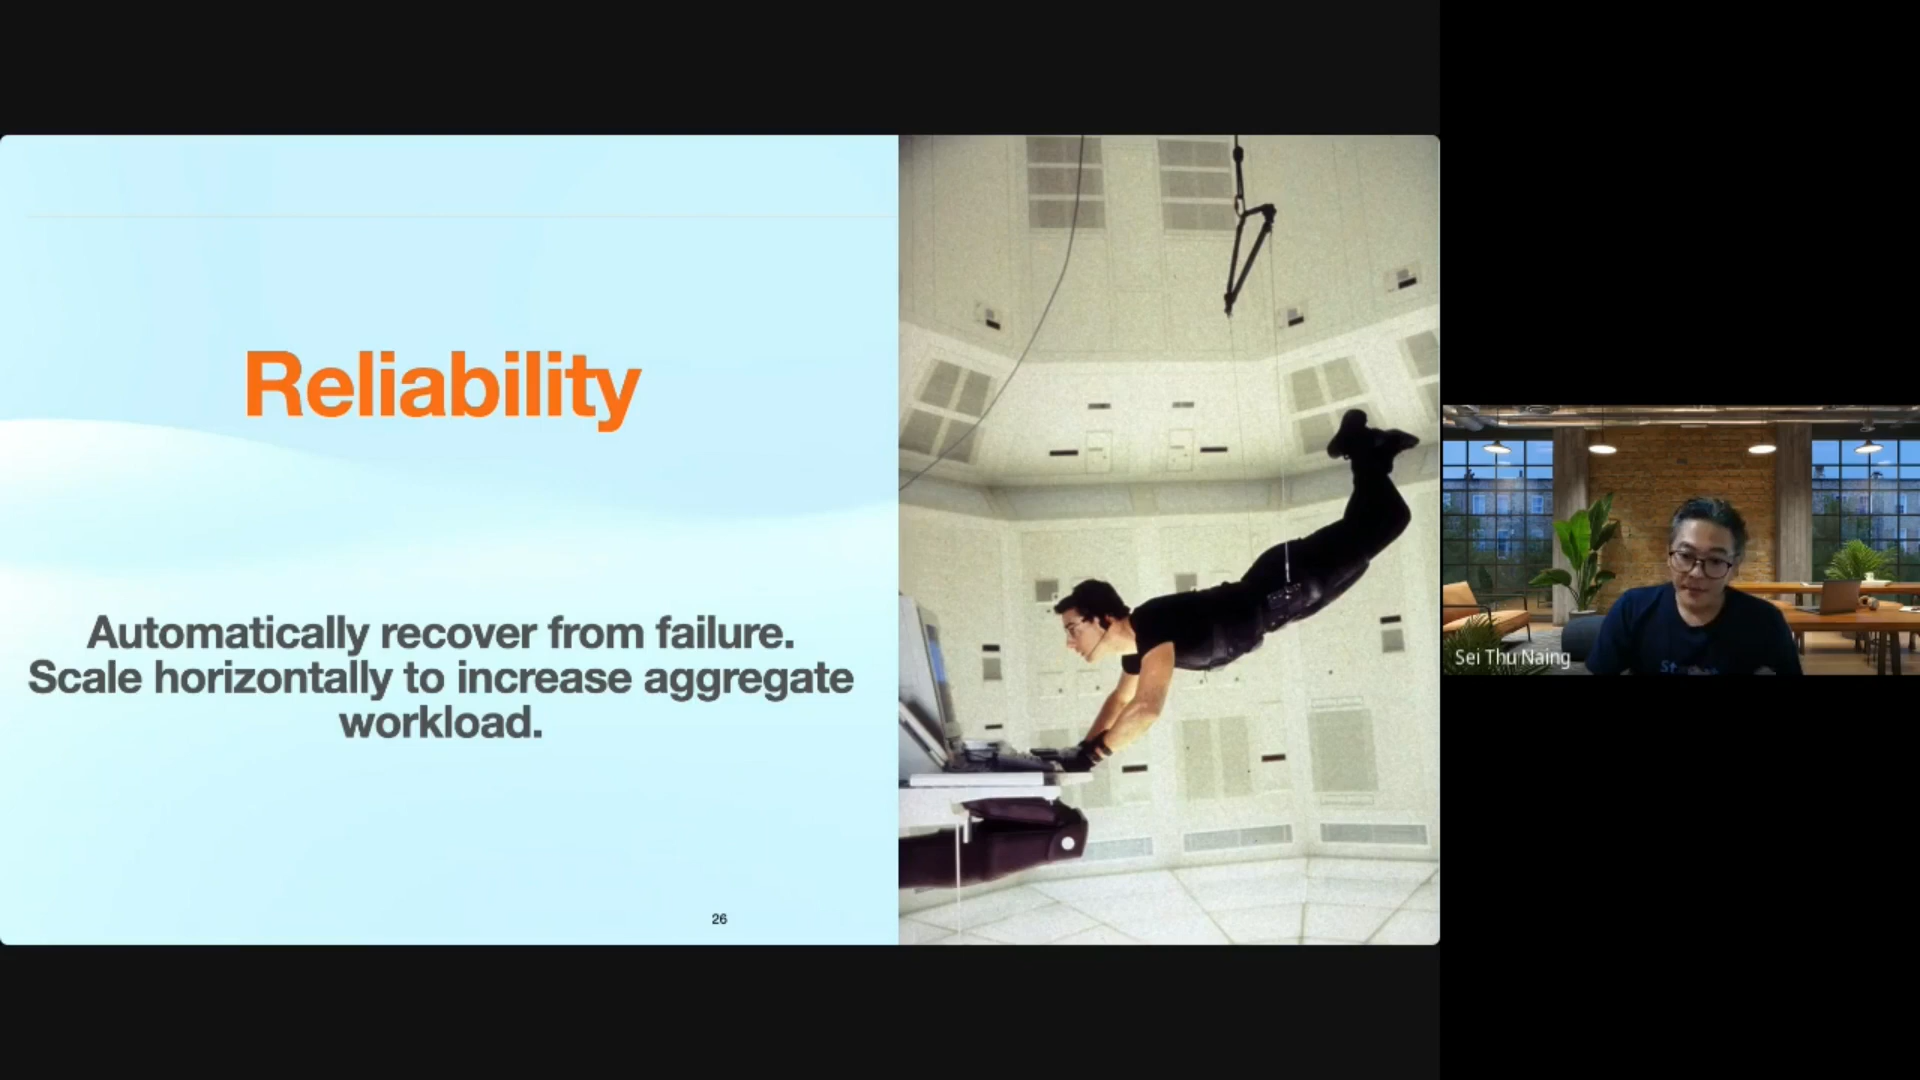 Reliability
Automatically recover from failure.
Scale horizontally to increase aggregate
workload.
26
Sei Thu Naing